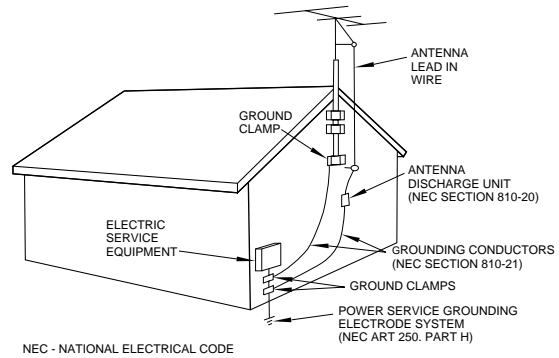 ANTENNA
LEAD IN
WIRE
GROUND
CLAMP
ANTENNA
DISCHARGE UNIT
(NEC SECTION 810-20)
ELECTRIC
SERVICE
EQUIPMENT
GROUNDING CONDUCTORS
(NEC SECTION 810-21)
GROUND CLAMPS
POWER SERVICE GROUNDING
ELECTRODE SYSTEM
(NEC ART 250. PART H)
NEC - NATIONAL ELECTRICAL CODE